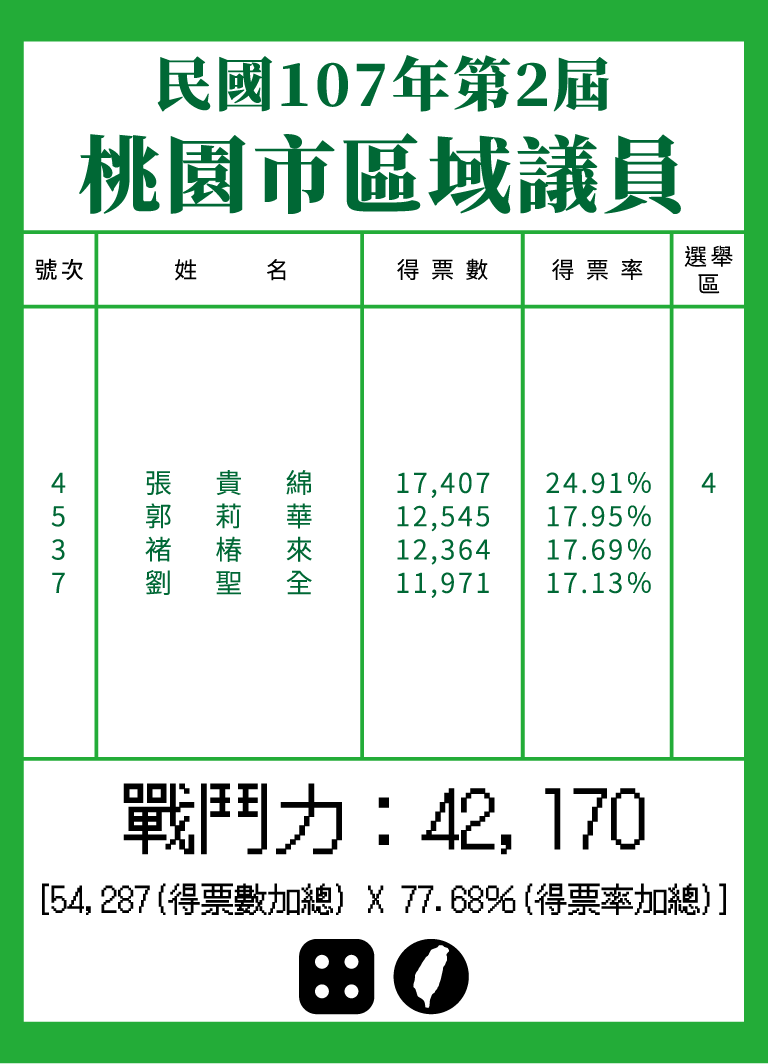 民國107年第2屆
桃園市區域議員
號次 姓名 得票數 得票率 選舉區
4 張貴綿 17,407 24.91% 4
5 郭莉華 12,545 17.95%
3 褚椿來 12,364 17.69%
7 劉聖全 11,971 17.13%
戰鬥力：42,170
[54,287(得票數加總) X 77.68%(得票率加總)]